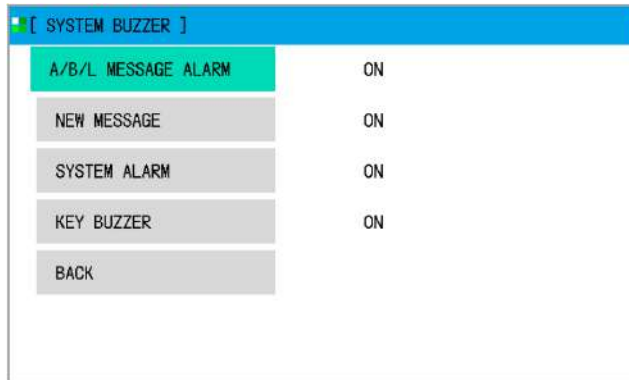 [ SYSTEM BUZZER ]
A/B/L MESSAGE ALARM ON
NEW MESSAGE ON
SYSTEM ALARM ON
KEY BUZZER ON
BACK